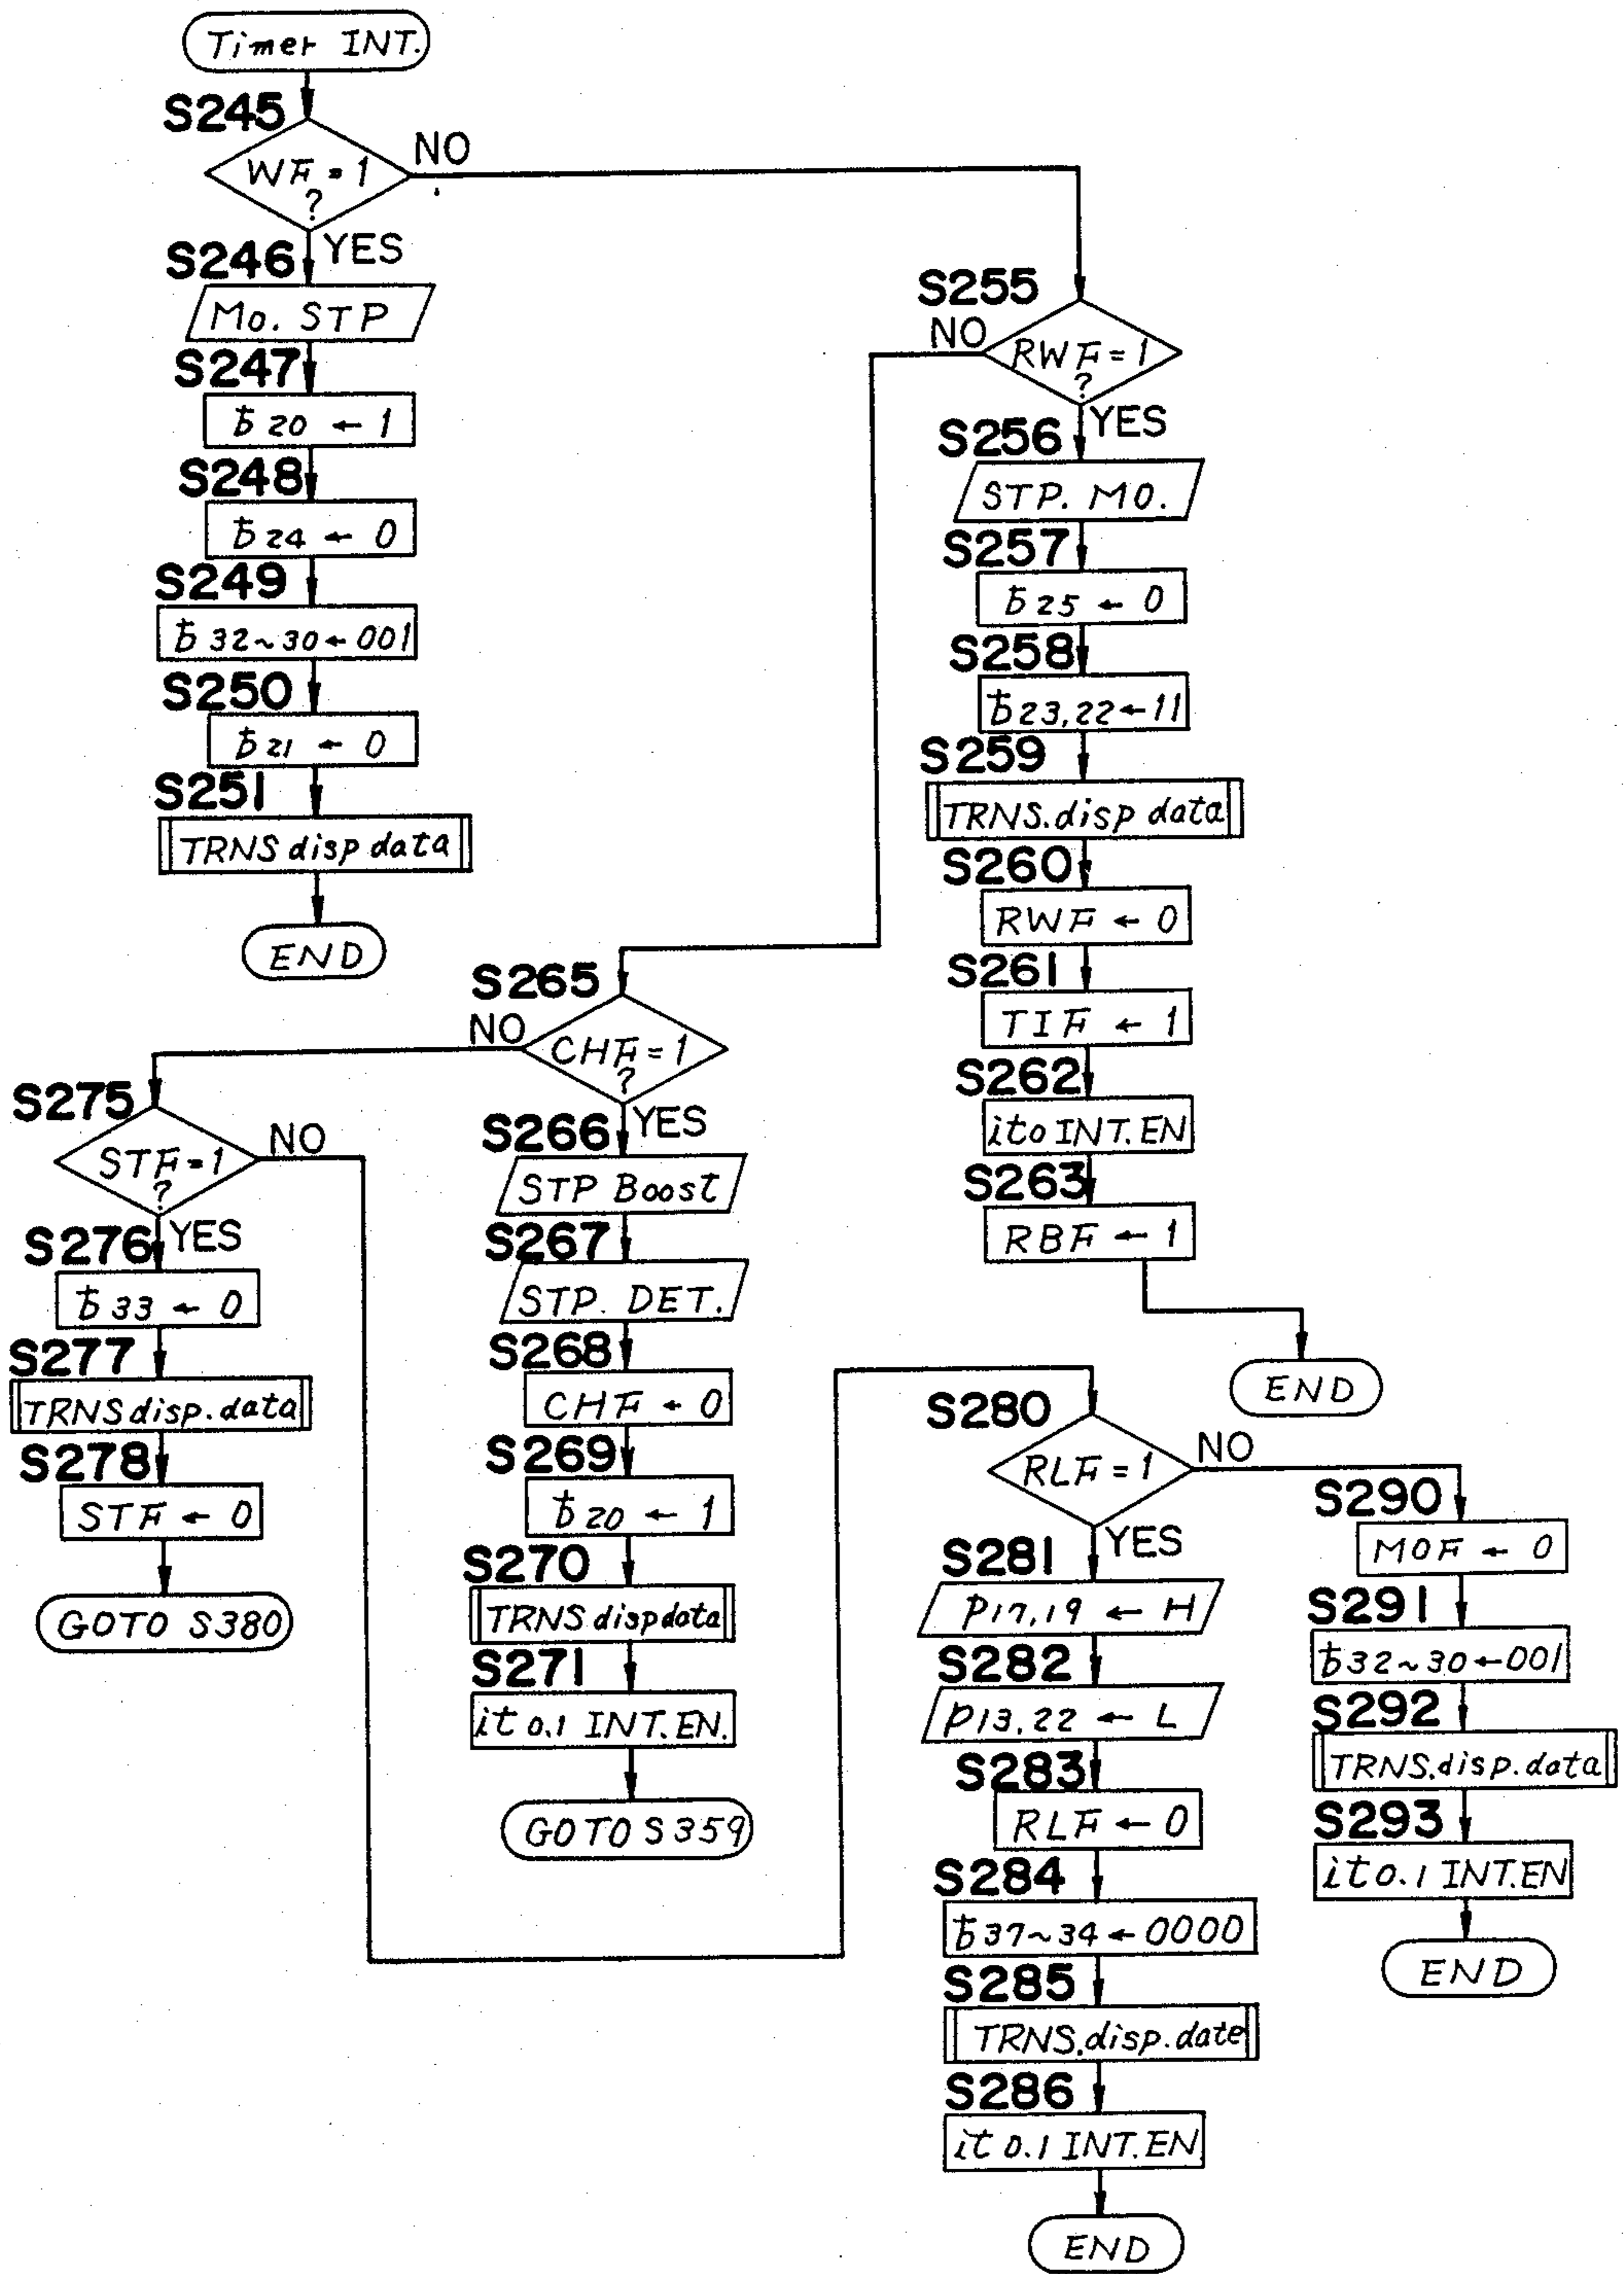 Timer INT.
S245
WF=1
?
NO
YES
S246
Mo. STP
S247
b20 ← 1
S248
b24 ← 0
S249
b32~30←001
S250
b21 ← 0
S251
TRNS disp data
END
S255
NO
RWF=1
?
YES
S256
STP. MO.
S257
b25 ← 0
S258
b23,22←11
S259
TRNS.disp data
S260
RWF ← 0
S261
TIF ← 1
S262
ito INT.EN
S263
RBF ← 1
END
S265
NO
CHF=1
?
YES
S266
STP Boost
S267
STP. DET.
S268
CHF ← 0
S269
b20 ← 1
S270
TRNS dispdata
S271
it0.1 INT.EN.
GOTO S359
S275
STF=1
?
NO
YES
S276
b33 ← 0
S277
TRNSdisp.data
S278
STF ← 0
GOTO S380
S280
RLF=1
NO
YES
S281
P17,19 ← H
S282
P13,22 ← L
S283
RLF ← 0
S284
b37~34←0000
S285
TRNS.disp.date
S286
it0.1 INT.EN
END
S290
MOF ← 0
S291
b32~30←001
S292
TRNS.disp.data
S293
it0.1 INT.EN
END